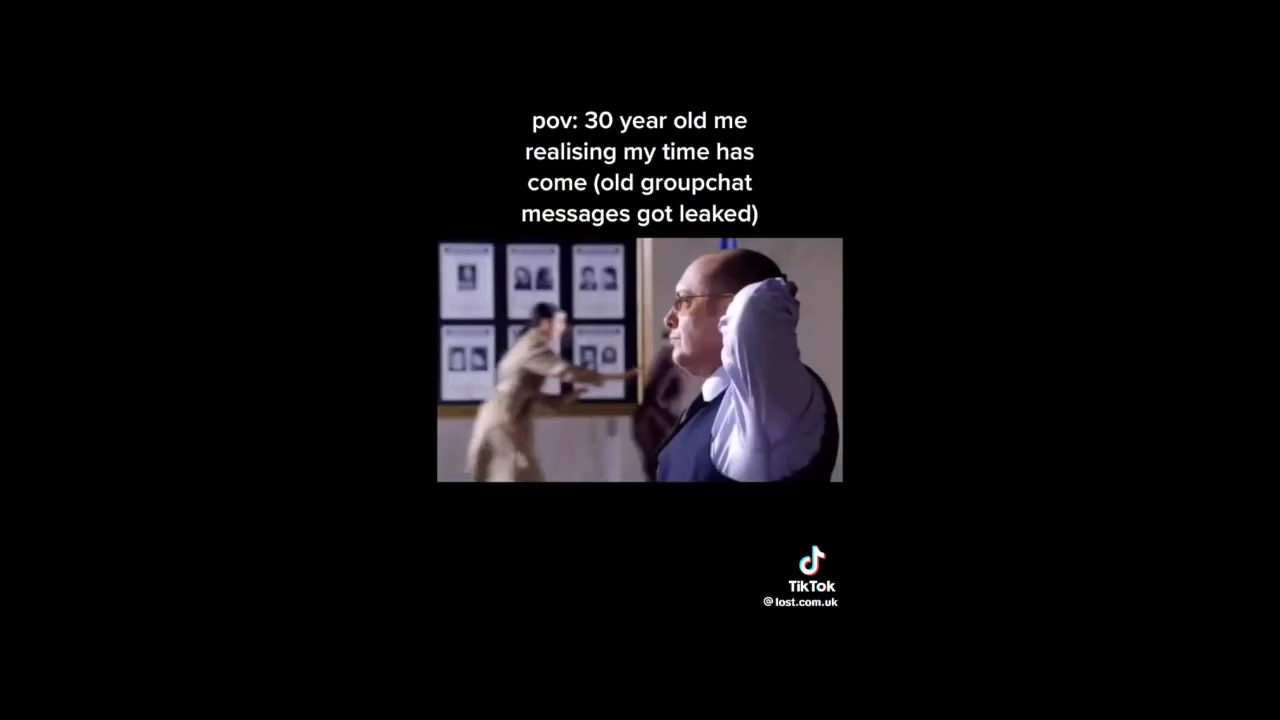 pov: 30 year old me
realising my time has
come (old groupchat
messages got leaked)
TikTok
@lost.com.uk